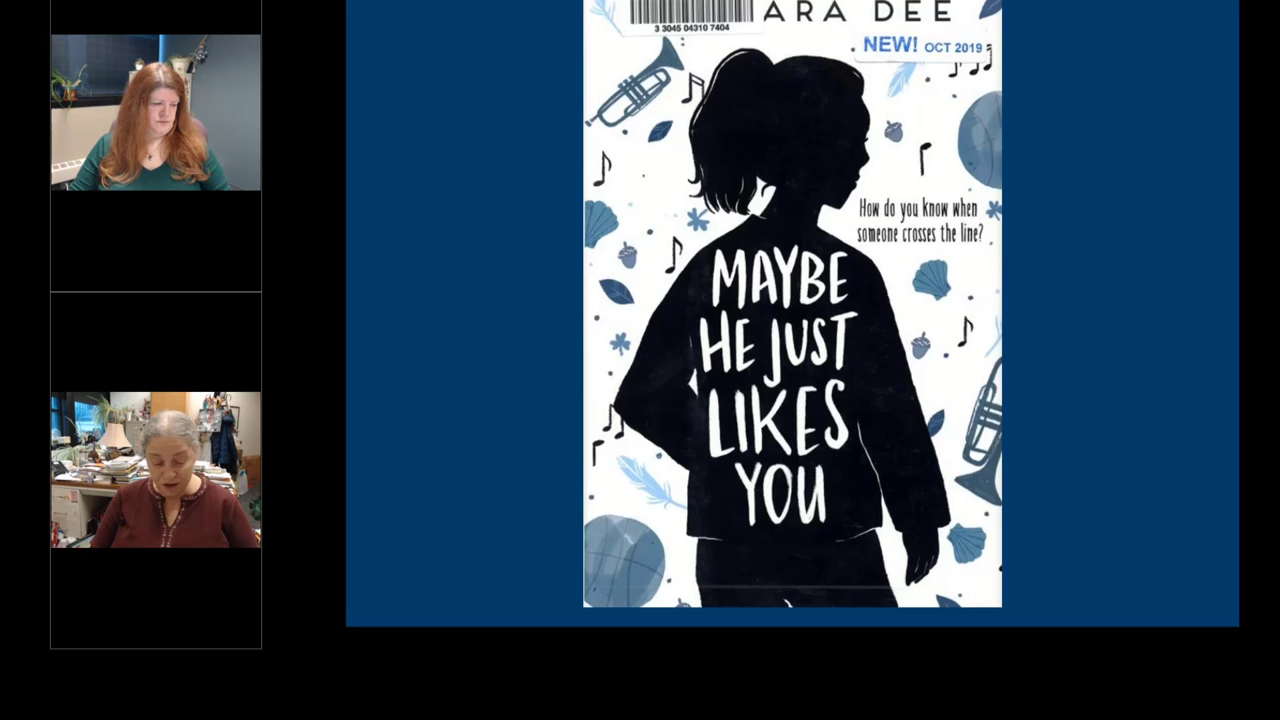 ARA DEE
3 3045 04310 7404
NEW! OCT 2019
How do you know when
someone crosses the line?
MAYBE
HE JUST
LIKES
YOU